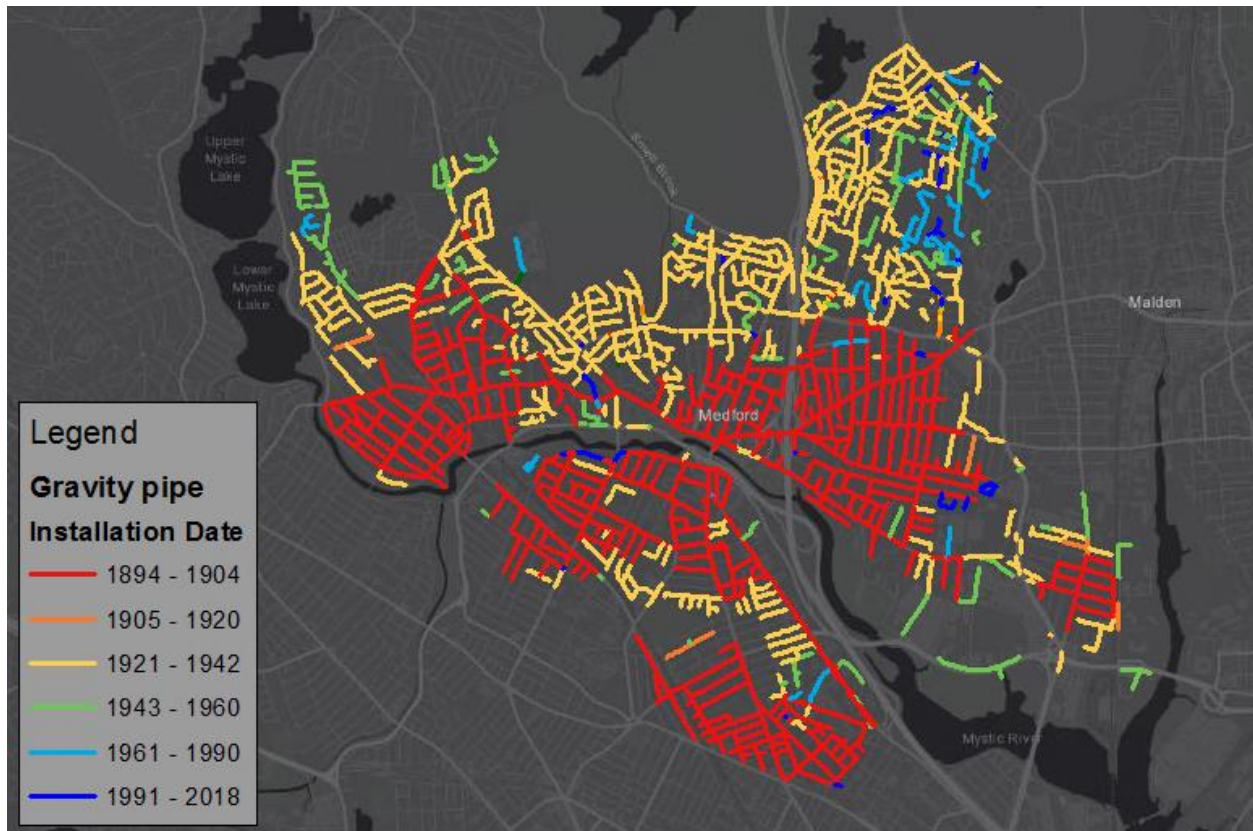 Upper
Mystic
Lake
Lower
Mystic
Lake
Malden
Medford
Mystic River
Legend
Gravity pipe
Installation Date
1894 - 1904
1905 - 1920
1921 - 1942
1943 - 1960
1961 - 1990
1991 - 2018